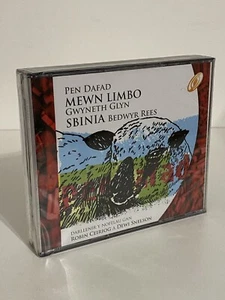 PEN DAFAD
MEWN LIMBO
GWYNETH GLYN
SBINIA BEDWYR REES
DARLLENIR Y NOFELAU GAN
ROBIN CEIRIOG A DEWI SNELSON